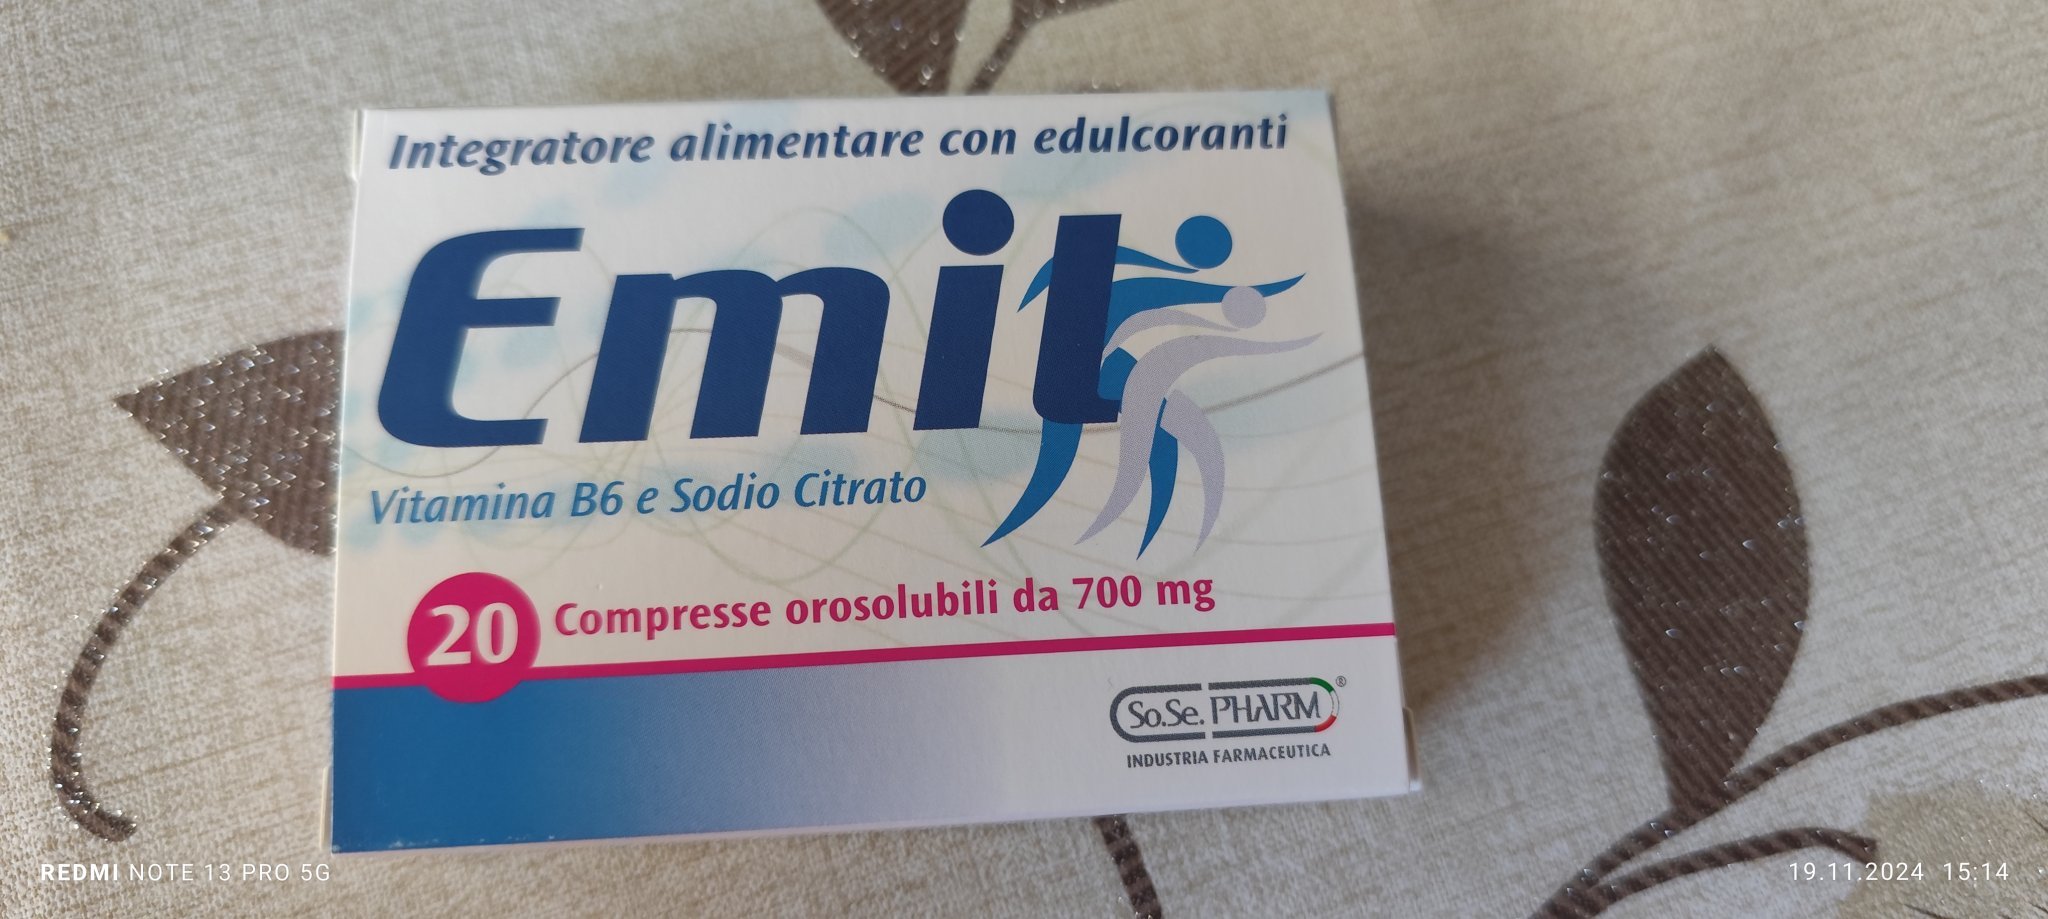 Integratore alimentare con edulcoranti
Emil
Vitamina B6 e Sodio Citrato
20 Compresse orosolubili da 700 mg
So.Se. PHARM®
INDUSTRIA FARMACEUTICA
REDMI NOTE 13 PRO 5G
19.11.2024 15:14